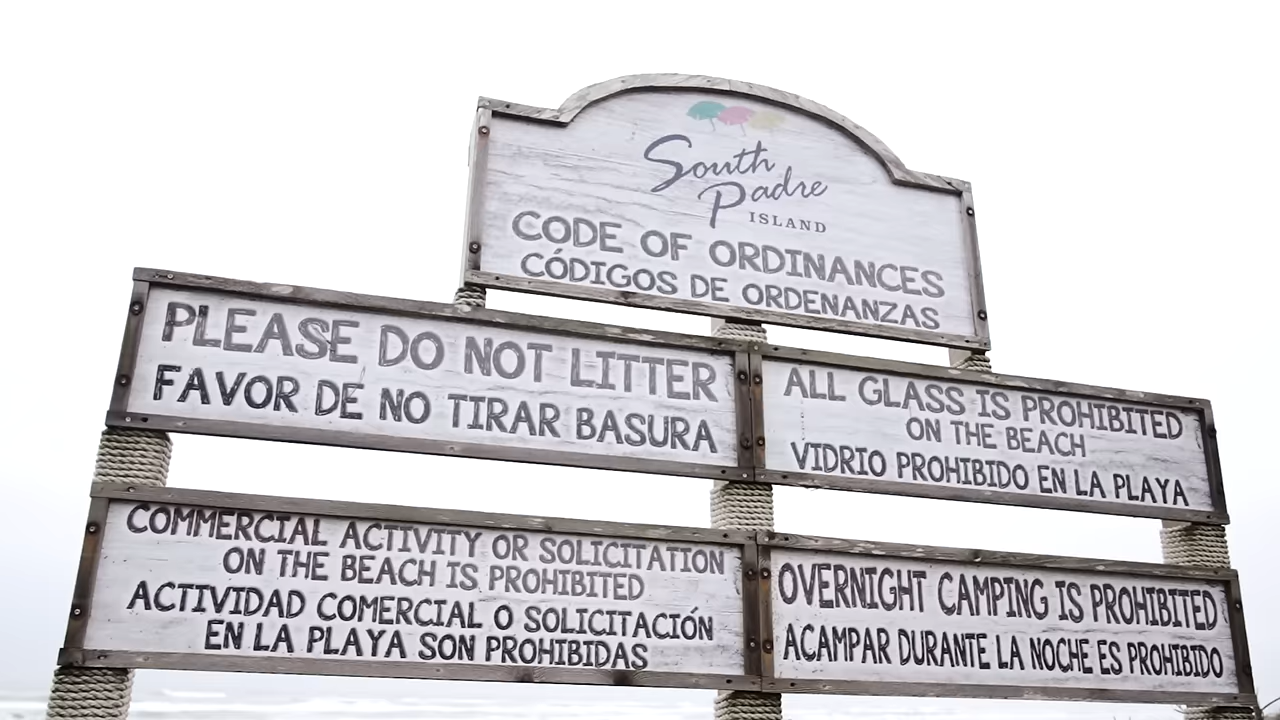 South
Padre
ISLAND
CODE OF ORDINANCES
CÓDIGOS DE ORDENANZAS
PLEASE DO NOT LITTER
FAVOR DE NO TIRAR BASURA
ALL GLASS IS PROHIBITED
ON THE BEACH
VIDRIO PROHIBIDO EN LA PLAYA
COMMERCIAL ACTIVITY OR SOLICITATION
ON THE BEACH IS PROHIBITED
ACTIVIDAD COMERCIAL O SOLICITACIÓN
EN LA PLAYA SON PROHIBIDAS
OVERNIGHT CAMPING IS PROHIBITED
ACAMPAR DURANTE LA NOCHE ES PROHIBIDO